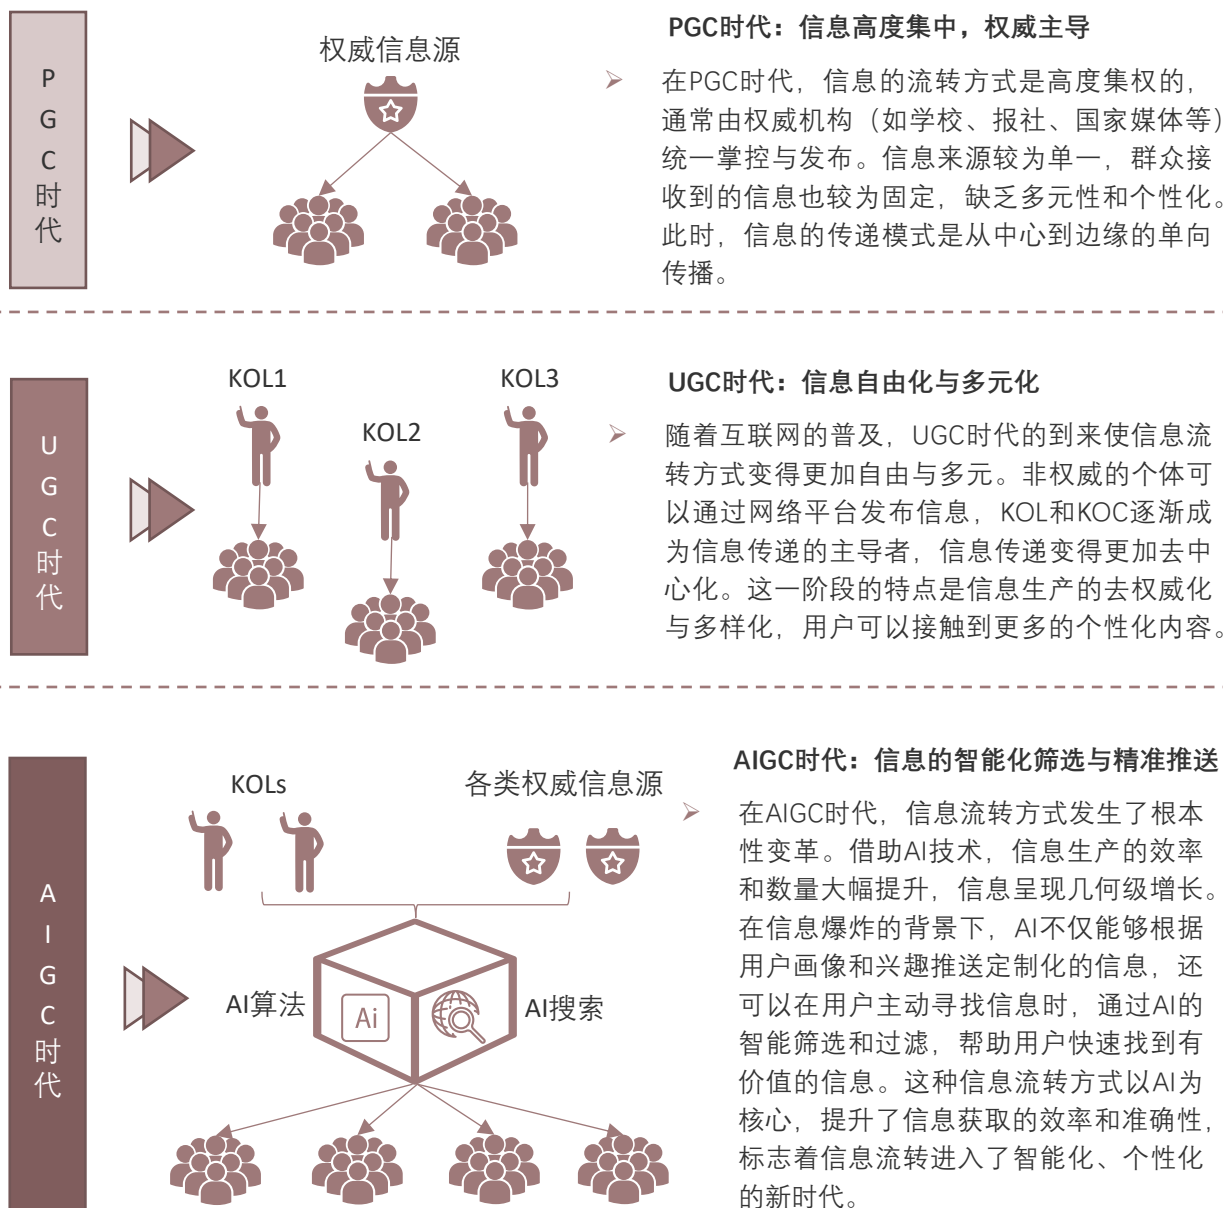 P
G
C
时
代
权威信息源
PGC时代：信息高度集中，权威主导
在PGC时代，信息的流转方式是高度集权的，
通常由权威机构（如学校、报社、国家媒体等）
统一掌控与发布。信息来源较为单一，群众接
收到的信息也较为固定，缺乏多元性和个性化。
此时，信息的传递模式是从中心到边缘的单向
传播。
U
G
C
时
代
KOL1
KOL2
KOL3
UGC时代：信息自由化与多元化
随着互联网的普及，UGC时代的到来使信息流
转方式变得更加自由与多元。非权威的个体可
以通过网络平台发布信息，KOL和KOC逐渐成
为信息传递的主导者，信息传递变得更加去中
心化。这一阶段的特点是信息生产的去权威化
与多样化，用户可以接触到更多的个性化内容。
A
I
G
C
时
代
KOLs
各类权威信息源
AI算法
Ai
AI搜索
AIGC时代：信息的智能化筛选与精准推送
在AIGC时代，信息流转方式发生了根本
性变革。借助AI技术，信息生产的效率
和数量大幅提升，信息呈现几何级增长。
在信息爆炸的背景下，AI不仅能够根据
用户画像和兴趣推送定制化的信息，还
可以在用户主动寻找信息时，通过AI的
智能筛选和过滤，帮助用户快速找到有
价值的信息。这种信息流转方式以AI为
核心，提升了信息获取的效率和准确性，
标志着信息流转进入了智能化、个性化
的新时代。